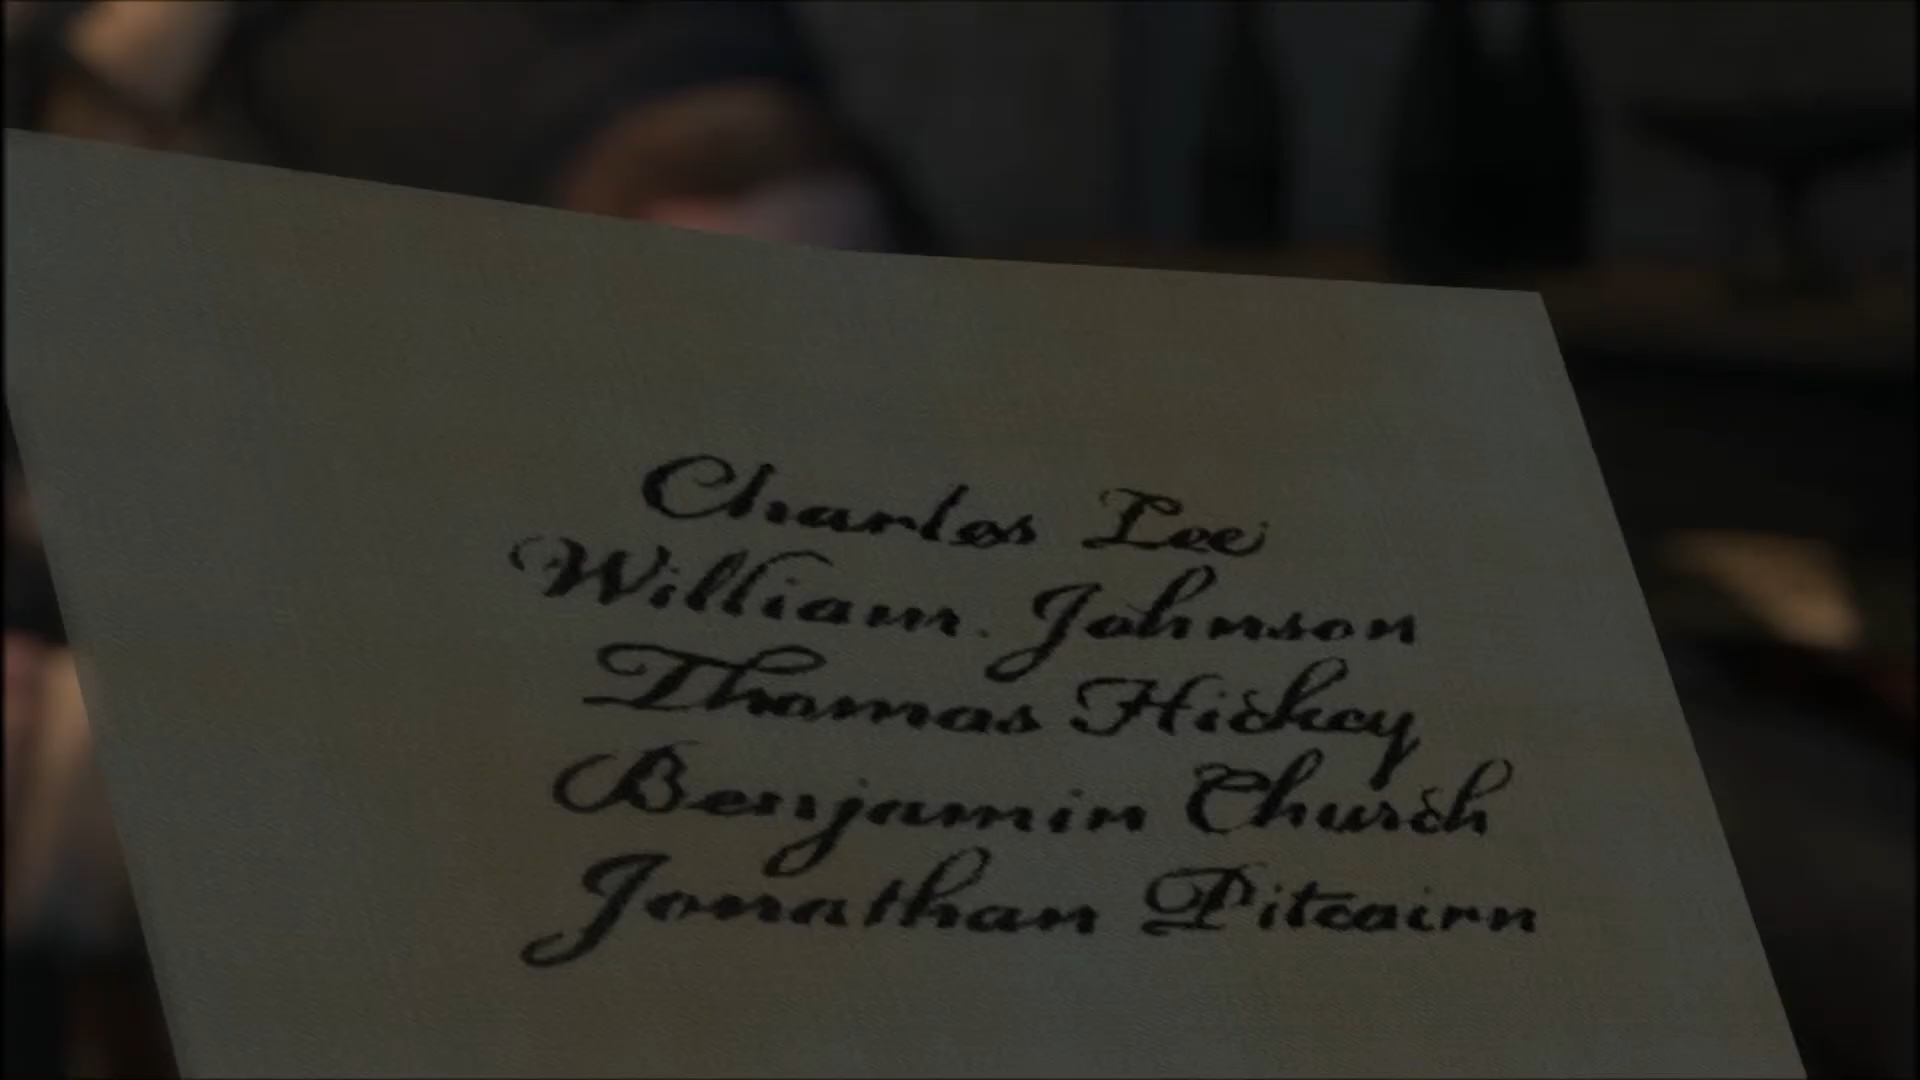 Charles Lee
William Johnson
Thomas Hickey
Benjamin Church
Jonathan Pitcairn